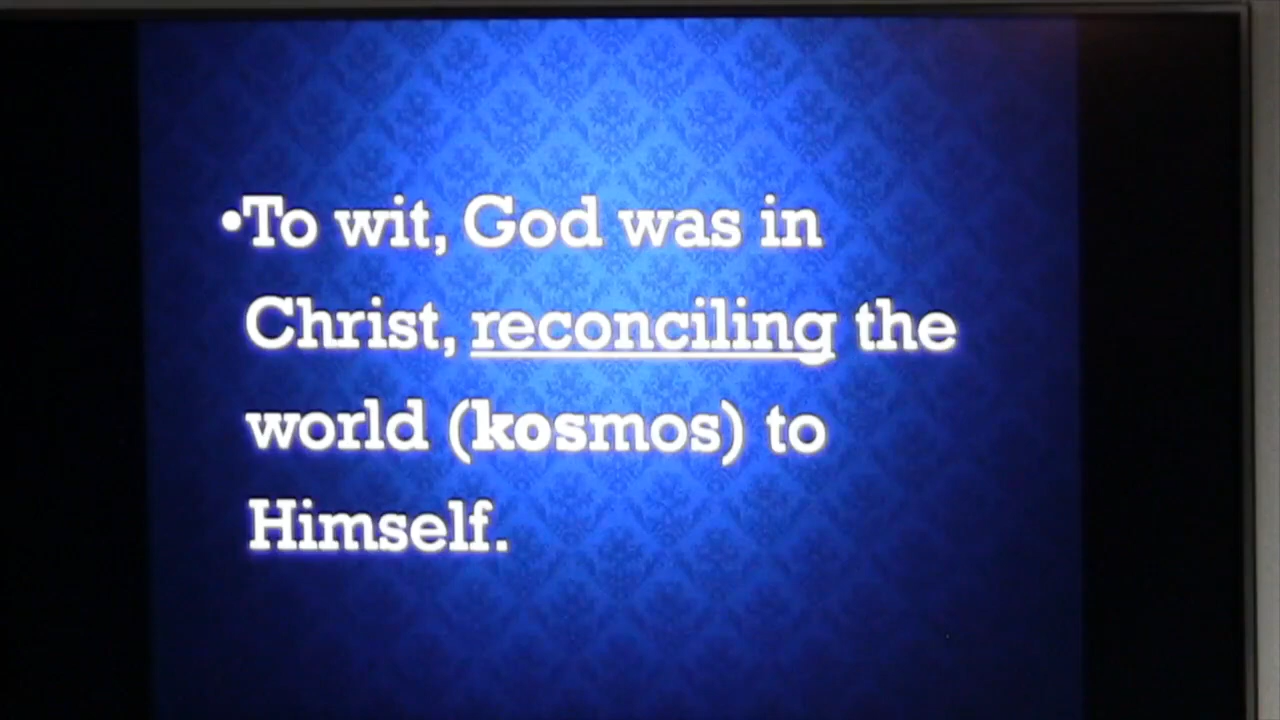 •To wit, God was in
Christ, reconciling the
world (kosmos) to
Himself.